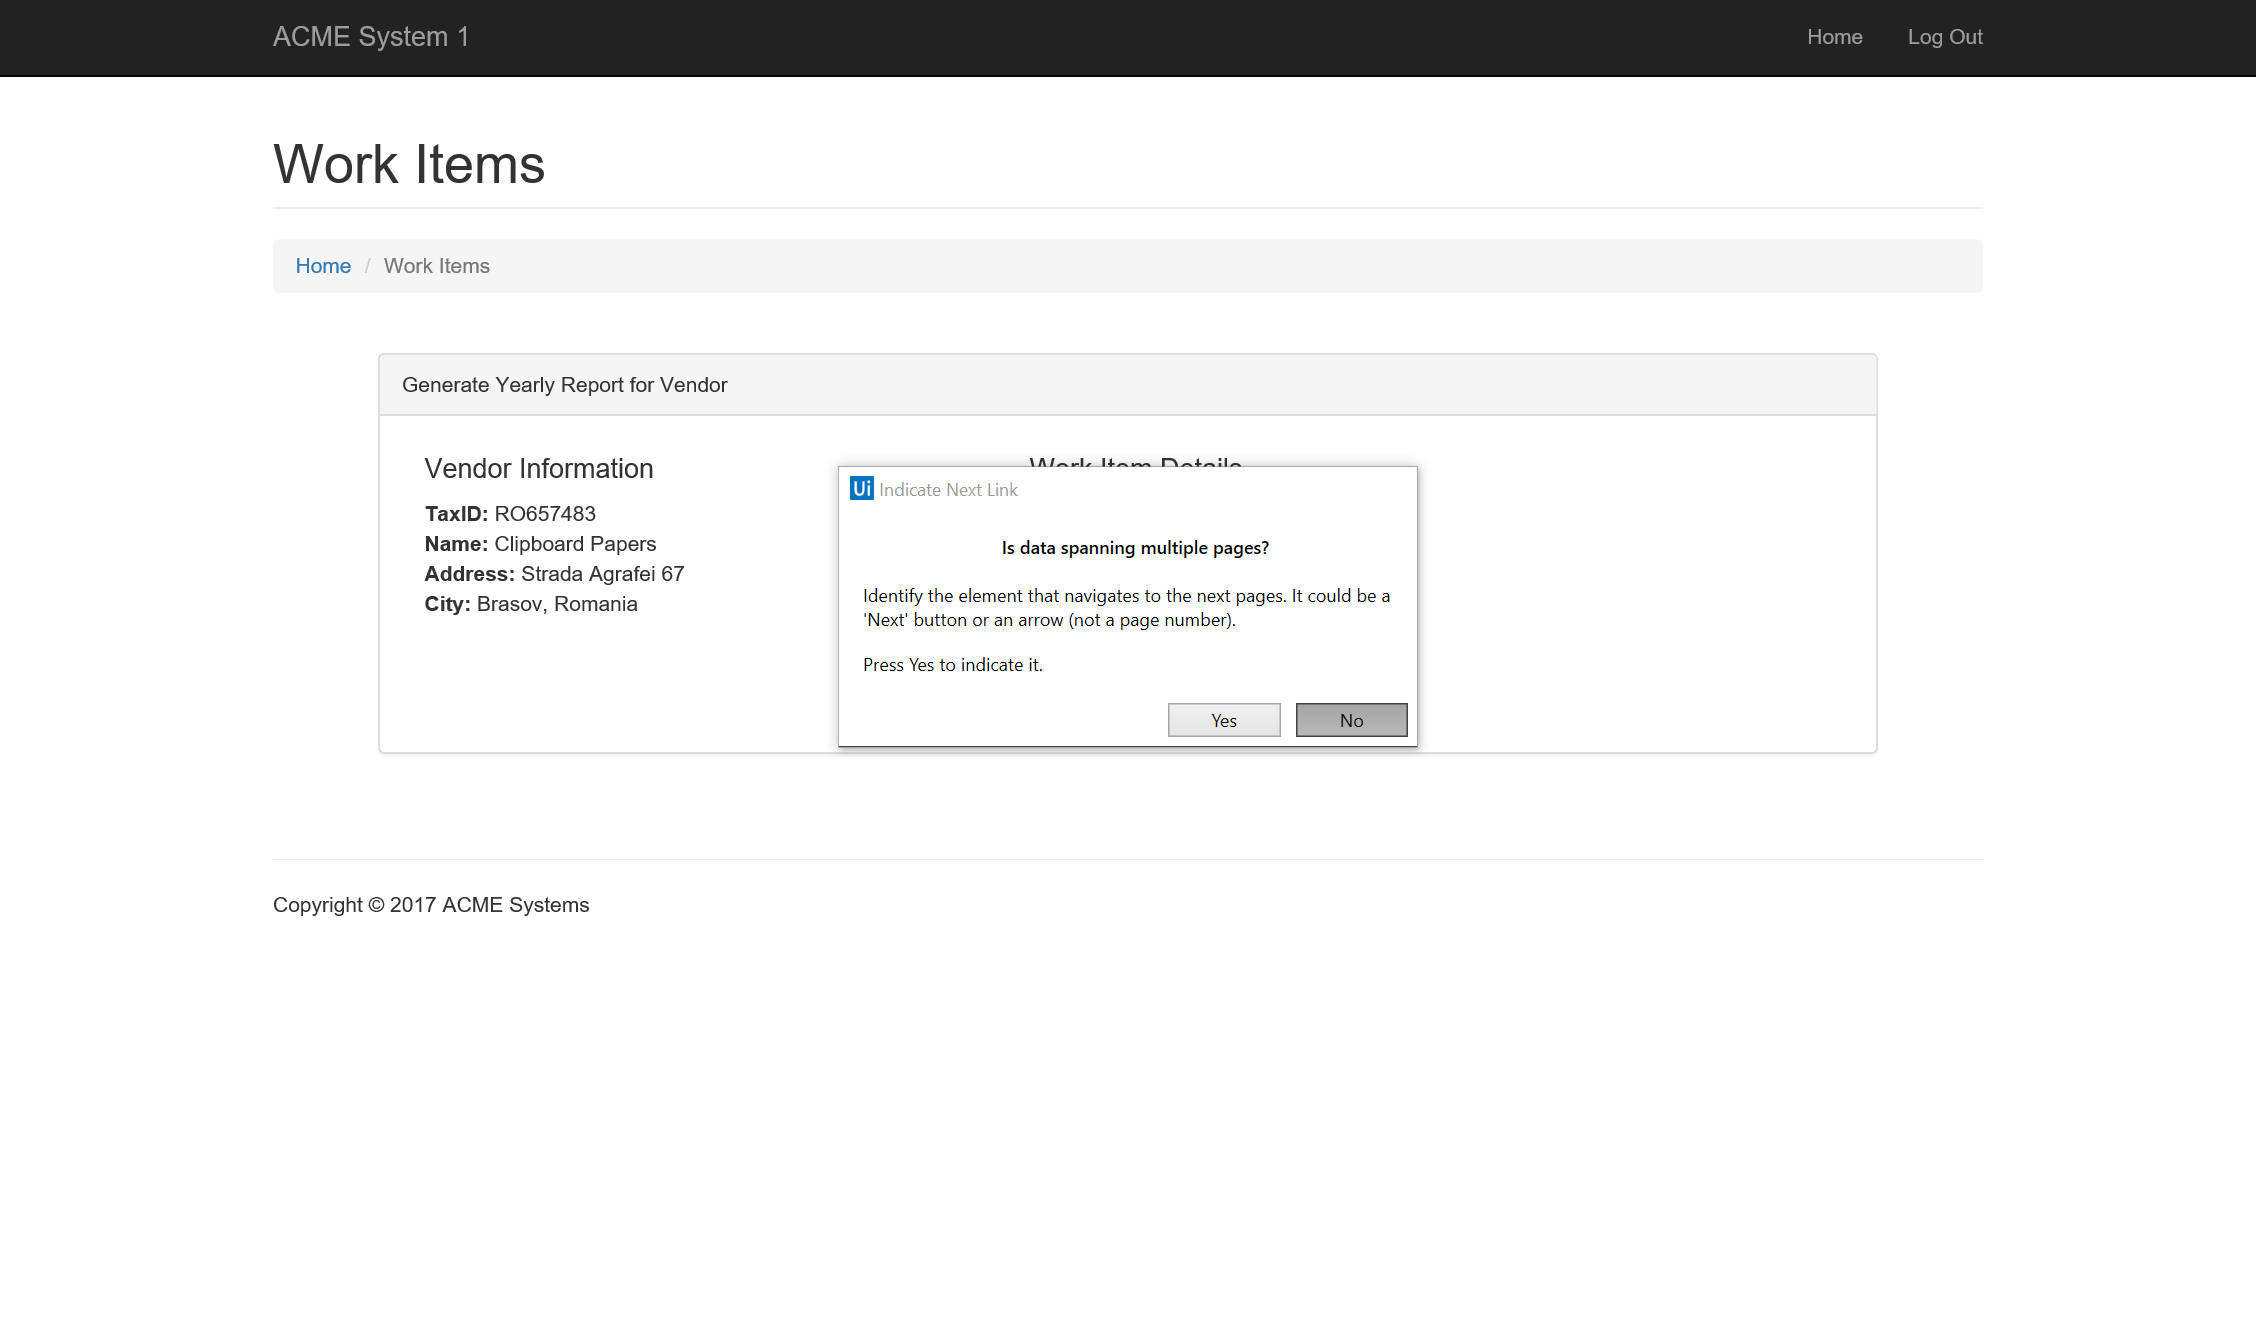 ACME System 1
Home
Log Out
Work Items
Home / Work Items
Generate Yearly Report for Vendor
Vendor Information
TaxID: RO657483
Name: Clipboard Papers
Address: Strada Agrafei 67
City: Brasov, Romania
Work Item Details
Ui Indicate Next Link
Is data spanning multiple pages?
Identify the element that navigates to the next pages. It could be a
'Next' button or an arrow (not a page number).
Press Yes to indicate it.
Yes
No
Copyright © 2017 ACME Systems